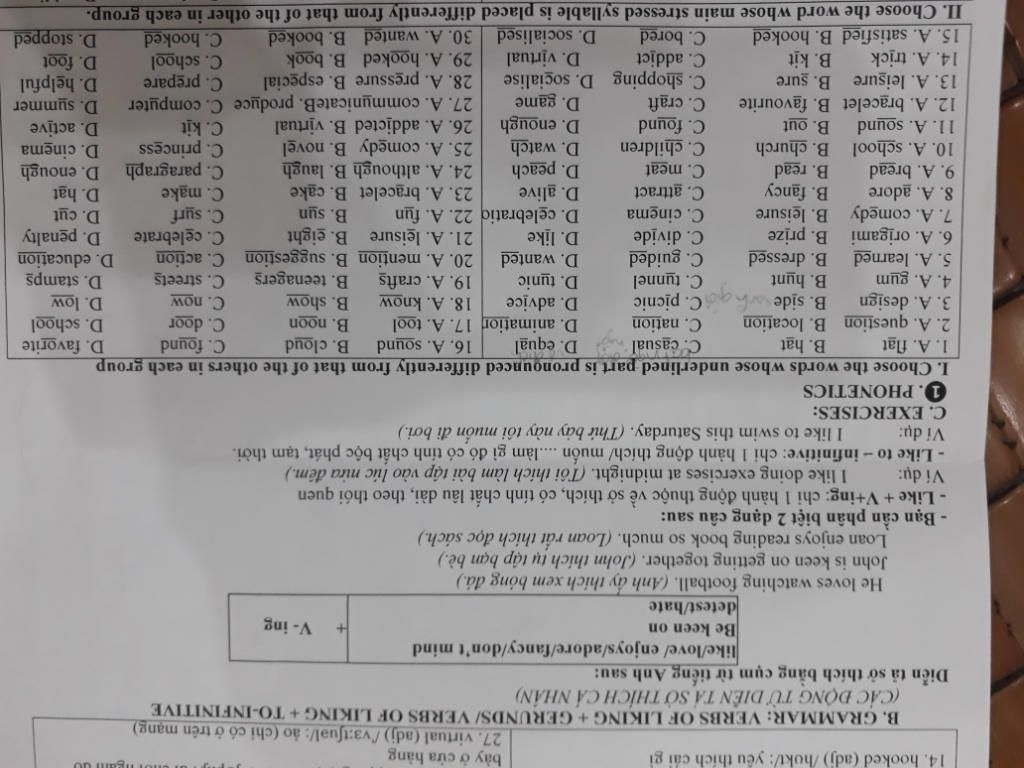 14. hooked (adj) /hʊkt/: yêu thích cái gì
bày ở cửa hàng
27. virtual (adj) /ˈvɜːtʃuəl/: ảo (chỉ có ở trên mạng)
B. GRAMMAR: VERBS OF LIKING + GERUNDS/ VERBS OF LIKING + TO-INFINITIVE
(CÁC ĐỘNG TỪ DIỄN TẢ SỞ THÍCH CÁ NHÂN)
Diễn tả sở thích bằng cụm từ tiếng Anh sau:
like/love/ enjoys/adore/fancy/don't mind
Be keen on + V- ing
detest/hate
He loves watching football. (Anh ấy thích xem bóng đá.)
John is keen on getting together. (John thích tụ tập bạn bè.)
Loan enjoys reading book so much. (Loan rất thích đọc sách.)
- Bạn cần phân biệt 2 dạng câu sau:
- Like + V+ing: chỉ 1 hành động thuộc về sở thích, có tính chất lâu dài, theo thói quen
Ví dụ: I like doing exercises at midnight. (Tôi thích làm bài tập vào lúc nửa đêm.)
- Like to – infinitive: chỉ 1 hành động thích/ muốn ....làm gì đó có tính chất bộc phát, tạm thời.
Ví dụ: I like to swim this Saturday. (Thứ bảy này tôi muốn đi bơi.)
C. EXERCISES:
1. PHONETICS
I. Choose the words whose underlined part is pronounced differently from that of the others in each group
1. A. flat B. hat C. casual D. equal
2. A. question B. location C. nation D. animation
3. A. design B. side C. picnic D. advice
4. A. gum B. hunt C. tunnel D. tunic
5. A. learned B. dressed C. guided D. wanted
6. A. origami B. prize C. divide D. like
7. A. comedy B. leisure C. cinema D. celebratio
8. A. adore B. fancy C. attract D. alive
9. A. bread B. read C. meat D. peach
10. A. school B. church C. children D. watch
11. A. sound B. out C. found D. enough
12. A. bracelet B. favourite C. craft D. game
13. A. leisure B. sure C. shopping D. socialise
14. A. trick B. kit C. addict D. virtual
15. A. satisfied B. hooked C. bored D. socialised
16. A. sound B. cloud C. found D. favorite
17. A. tool B. noon C. door D. school
18. A. know B. show C. now D. low
19. A. crafts B. teenagers C. streets D. stamps
20. A. mention B. suggestion C. action D. education
21. A. leisure B. eight C. celebrate D. penalty
22. A. fun B. sun C. surf D. cut
23. A. bracelet B. cake C. make D. hat
24. A. although B. laugh C. paragraph D. enough
25. A. comedy B. novel C. princess D. cinema
26. A. addicted B. virtual C. kit D. active
27. A. communicateB. produce C. computer D. summer
28. A. pressure B. especial C. prepare D. helpful
29. A. hooked B. book C. school D. foot
30. A. wanted B. booked C. hooked D. stopped
II. Choose the word whose main stressed syllable is placed differently from that of the other in each group.